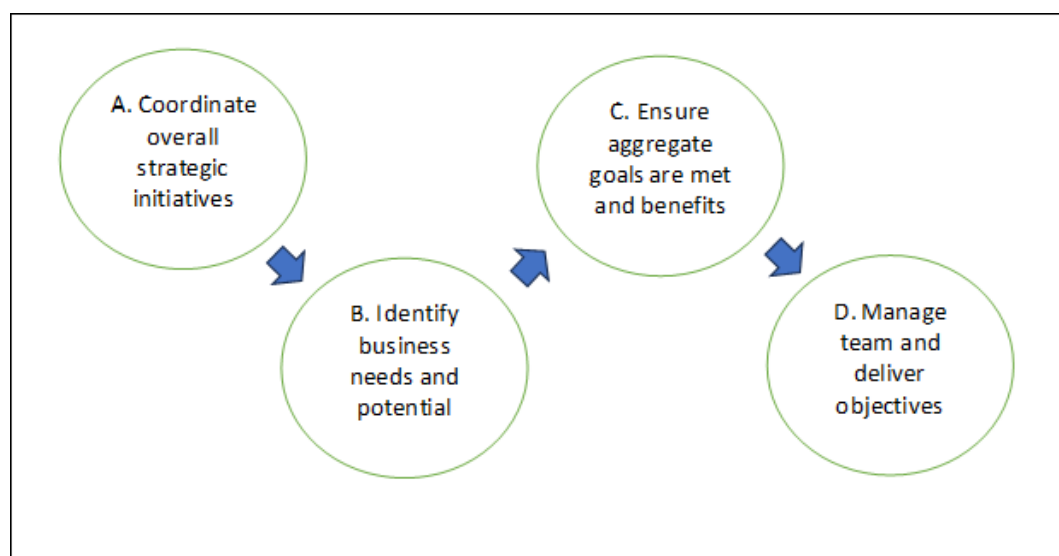 A. Coordinate
overall
strategic
initiatives
B. Identify
business
needs and
potential
C. Ensure
aggregate
goals are met
and benefits
D. Manage
team and
deliver
objectives